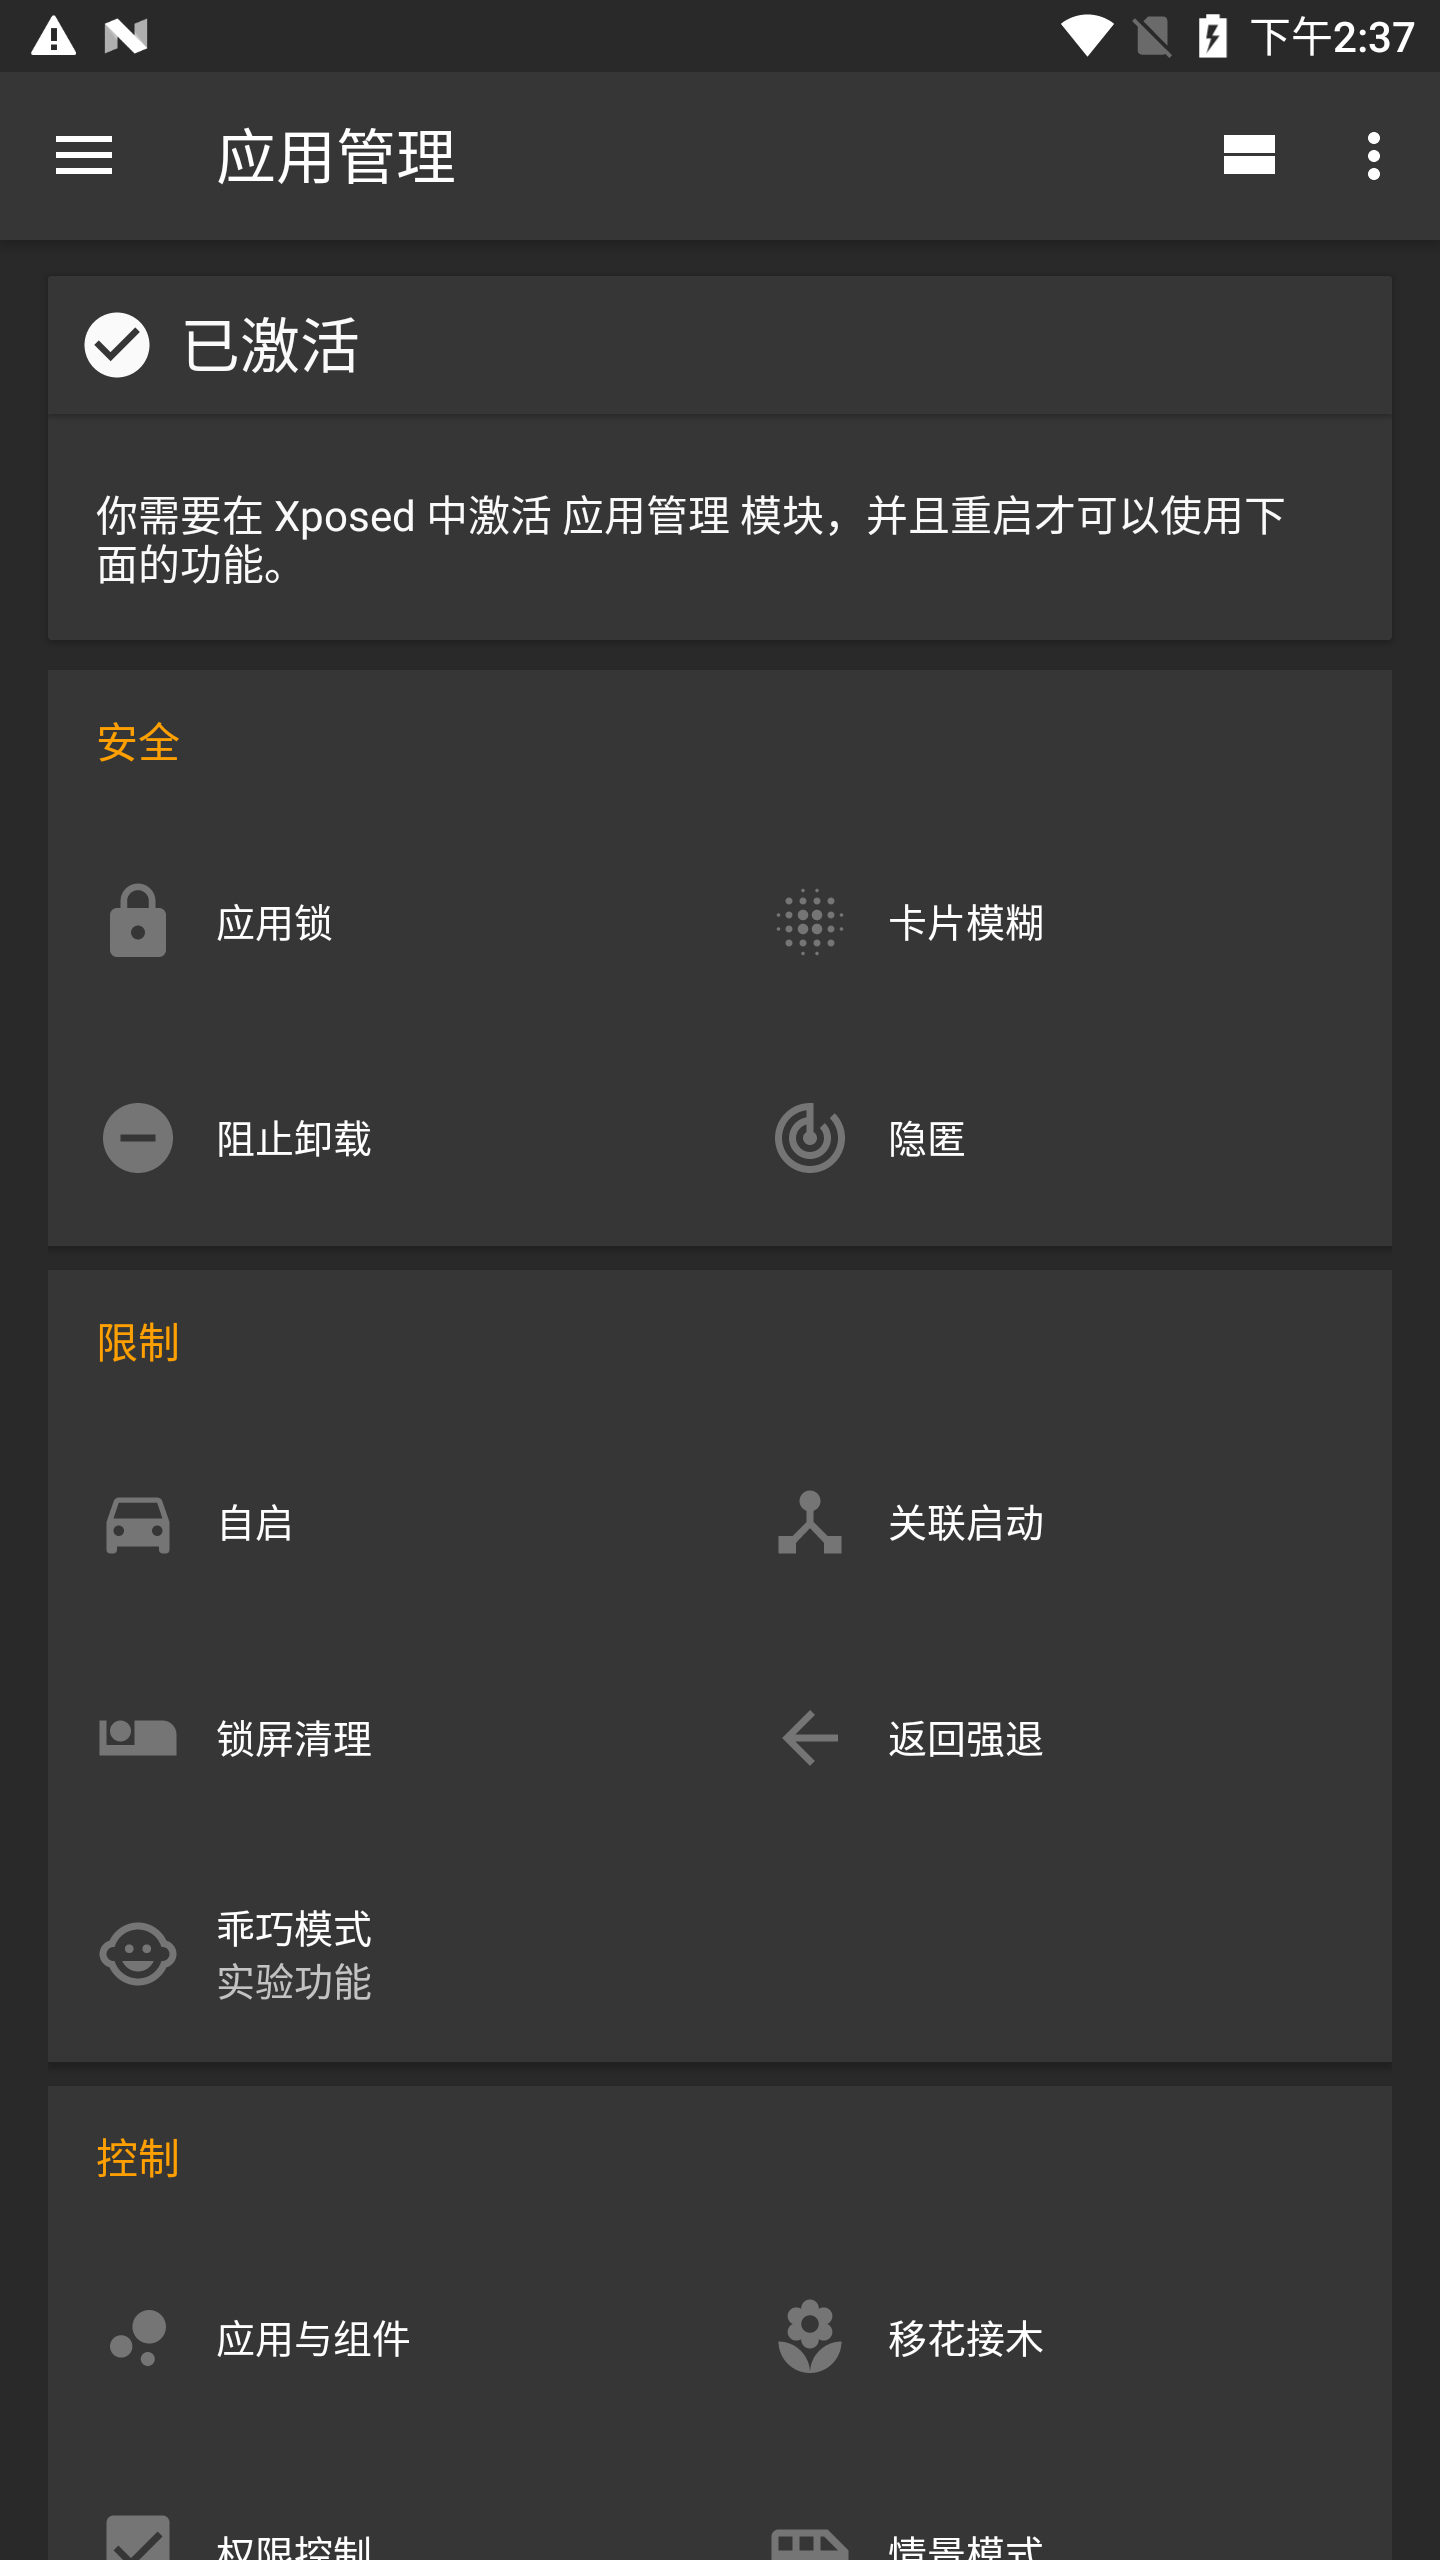 下午2:37
应用管理
已激活
你需要在 Xposed 中激活 应用管理 模块，并且重启才可以使用下
面的功能。
安全
应用锁
卡片模糊
阻止卸载
隐匿
限制
自启
关联启动
锁屏清理
返回强退
乖巧模式
实验功能
控制
应用与组件
移花接木
权限控制
情景模式